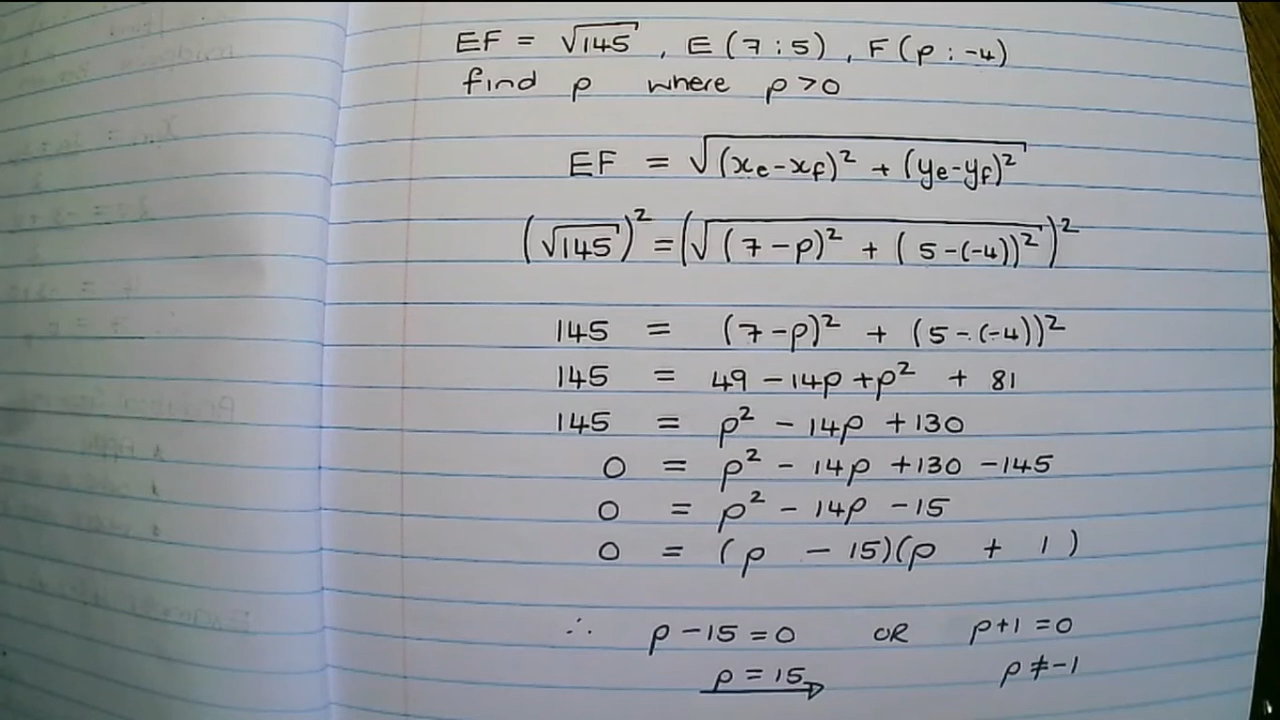 EF = √145 , E (7 ; 5) , F (p ; -4)
find p where p > 0
EF = √(xₑ - x_f)² + (yₑ - y_f)²
(√145)² = (√(7 - p)² + (5 - (-4))²)²
145 = (7 - p)² + (5 - (-4))²
145 = 49 - 14p + p² + 81
145 = p² - 14p + 130
0 = p² - 14p + 130 - 145
0 = p² - 14p - 15
0 = (p - 15)(p + 1)
∴ p - 15 = 0 OR p + 1 = 0
p = 15 p ≠ -1